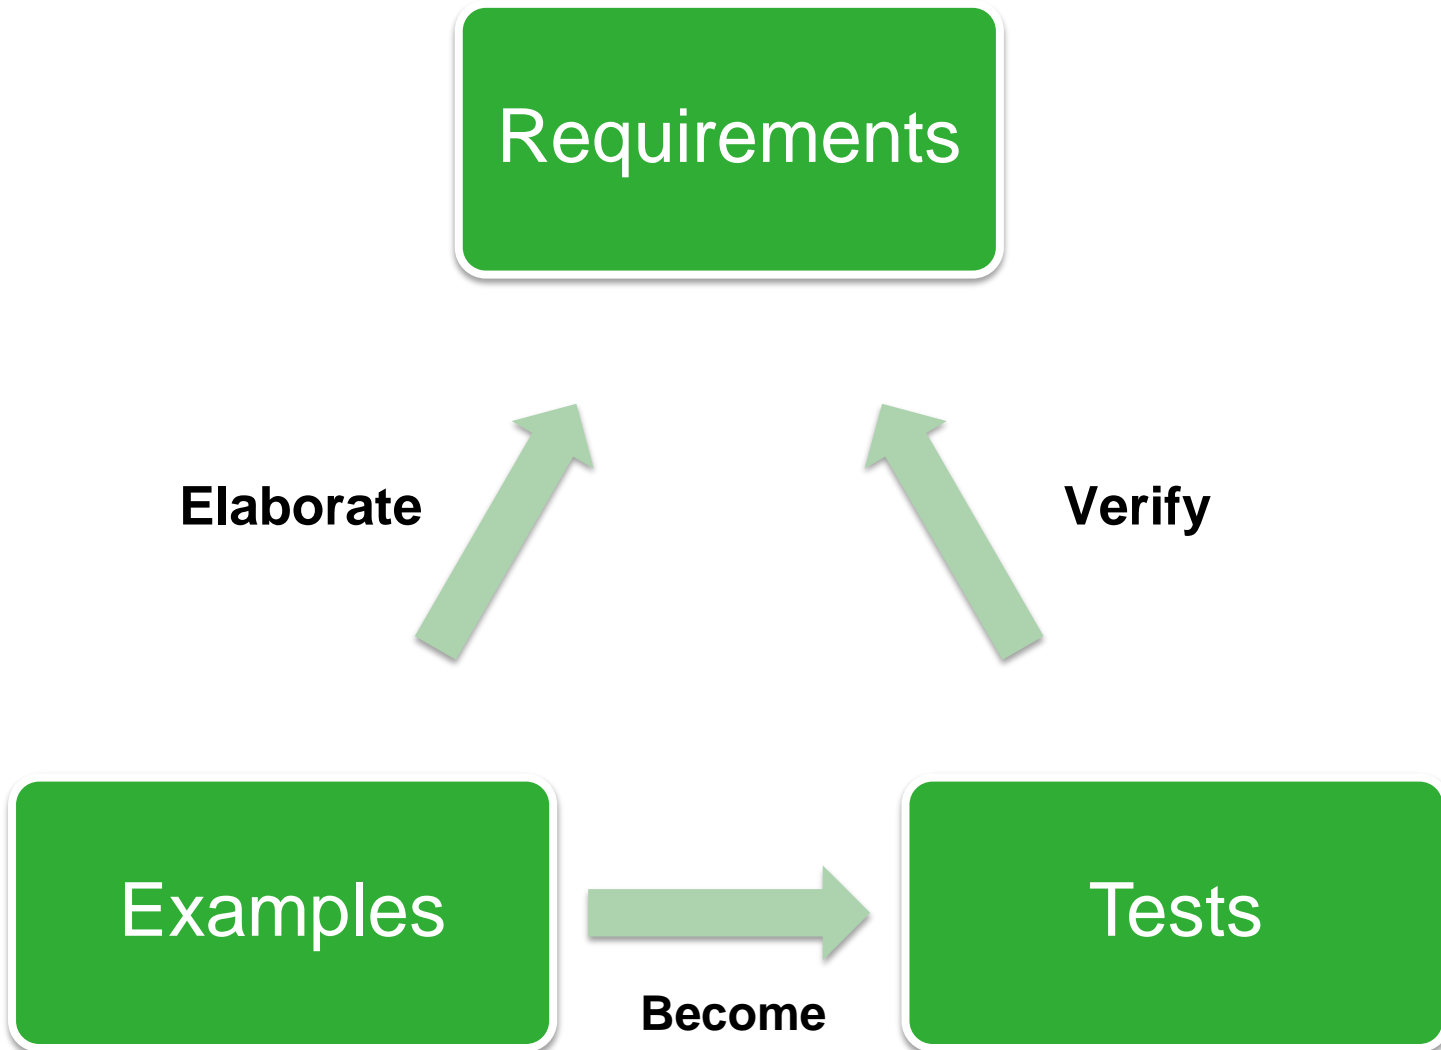 Requirements
Elaborate
Verify
Examples
Tests
Become